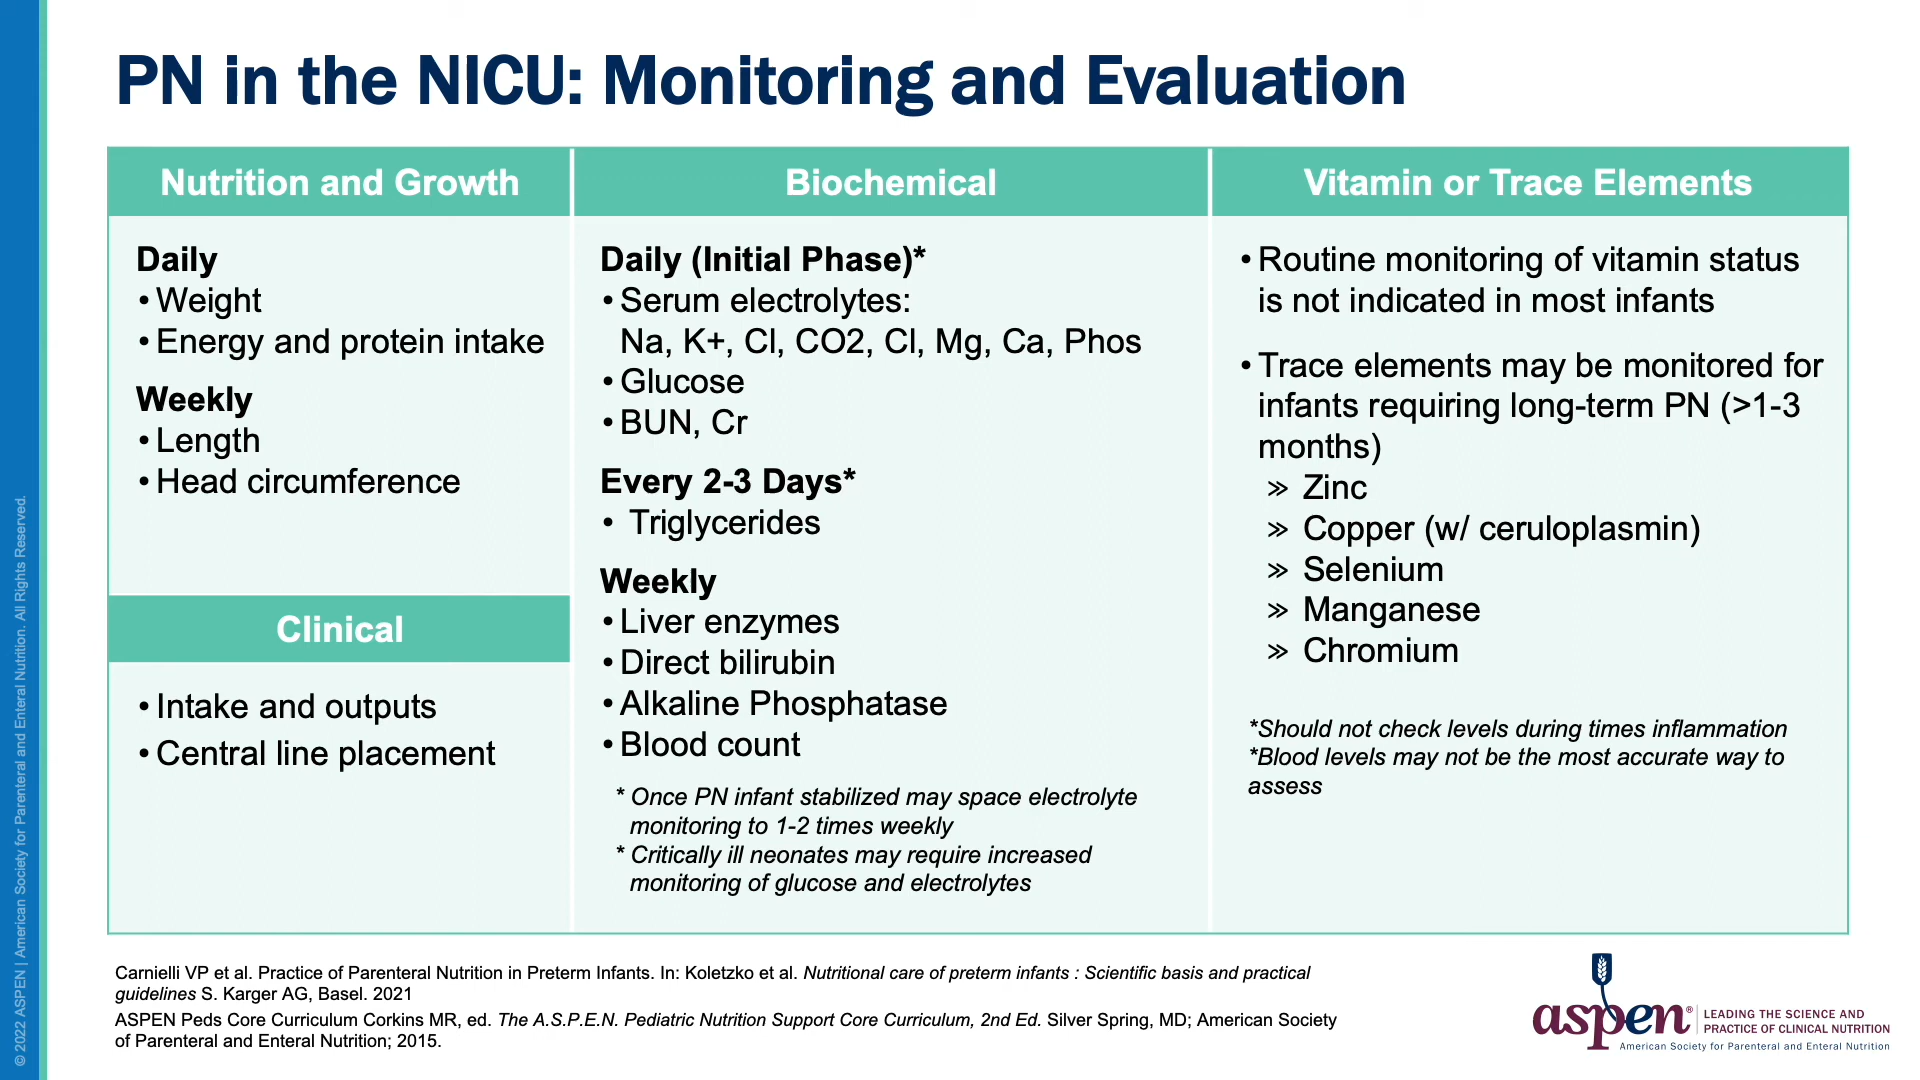 PN in the NICU: Monitoring and Evaluation
Nutrition and Growth
Daily
• Weight
• Energy and protein intake
Weekly
• Length
• Head circumference
Clinical
• Intake and outputs
• Central line placement
Biochemical
Daily (Initial Phase)*
• Serum electrolytes:
Na, K+, Cl, CO2, Cl, Mg, Ca, Phos
• Glucose
• BUN, Cr
Every 2-3 Days*
• Triglycerides
Weekly
• Liver enzymes
• Direct bilirubin
• Alkaline Phosphatase
• Blood count
* Once PN infant stabilized may space electrolyte
monitoring to 1-2 times weekly
* Critically ill neonates may require increased
monitoring of glucose and electrolytes
Vitamin or Trace Elements
• Routine monitoring of vitamin status
is not indicated in most infants
• Trace elements may be monitored for
infants requiring long-term PN (>1-3
months)
» Zinc
» Copper (w/ ceruloplasmin)
» Selenium
» Manganese
» Chromium
*Should not check levels during times inflammation
*Blood levels may not be the most accurate way to
assess
Carnielli VP et al. Practice of Parenteral Nutrition in Preterm Infants. In: Koletzko et al. Nutritional care of preterm infants : Scientific basis and practical
guidelines S. Karger AG, Basel. 2021
ASPEN Peds Core Curriculum Corkins MR, ed. The A.S.P.E.N. Pediatric Nutrition Support Core Curriculum, 2nd Ed. Silver Spring, MD; American Society
of Parenteral and Enteral Nutrition; 2015.
aspen®
LEADING THE SCIENCE AND
PRACTICE OF CLINICAL NUTRITION
American Society for Parenteral and Enteral Nutrition
© 2022 ASPEN | American Society for Parenteral and Enteral Nutrition. All Rights Reserved.